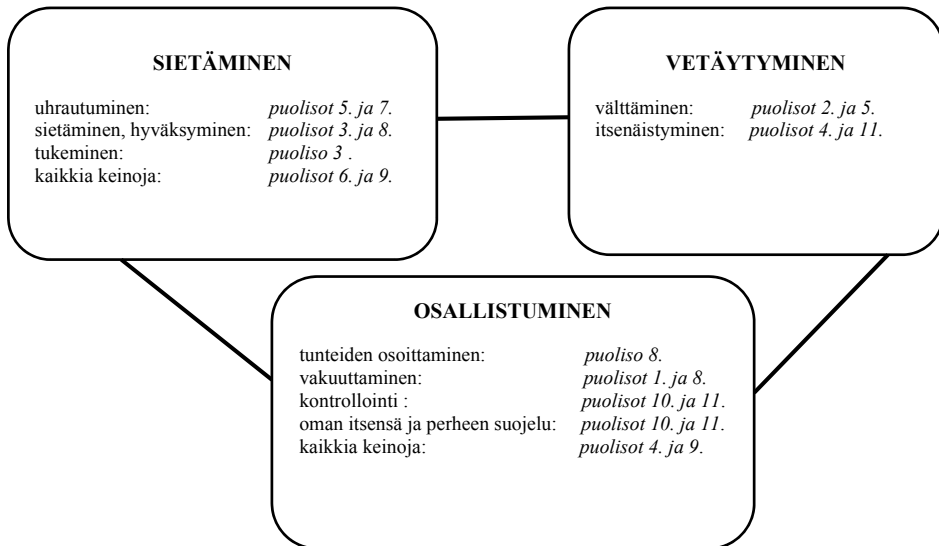 SIETÄMINEN
uhrautuminen: puolisot 5. ja 7.
sietäminen, hyväksyminen: puolisot 3. ja 8.
tukeminen: puoliso 3 .
kaikkia keinoja: puolisot 6. ja 9.
VETÄYTYMINEN
välttäminen: puolisot 2. ja 5.
itsenäistyminen: puolisot 4. ja 11.
OSALLISTUMINEN
tunteiden osoittaminen: puoliso 8.
vakuuttaminen: puolisot 1. ja 8.
kontrollointi : puolisot 10. ja 11.
oman itsensä ja perheen suojelu: puolisot 10. ja 11.
kaikkia keinoja: puolisot 4. ja 9.